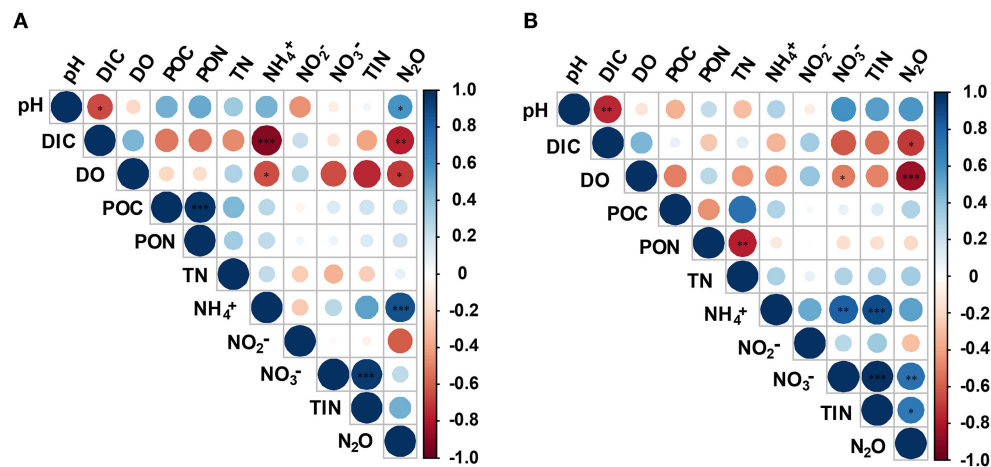 A
B
pH DIC DO POC PON TN NH₄⁺ NO₂⁻ NO₃⁻ TIN N₂O
pH DIC DO POC PON TN NH₄⁺ NO₂⁻ NO₃⁻ TIN N₂O
pH * *
DIC *** **
DO * *
POC ***
PON
TN
NH₄⁺ ***
NO₂⁻
NO₃⁻ ***
TIN
N₂O
1.0
0.8
0.6
0.4
0.2
0
-0.2
-0.4
-0.6
-0.8
-1.0
pH **
DIC *
DO * ***
POC
PON **
TN
NH₄⁺ ** ***
NO₂⁻
NO₃⁻ *** **
TIN *
N₂O
1.0
0.8
0.6
0.4
0.2
0
-0.2
-0.4
-0.6
-0.8
-1.0